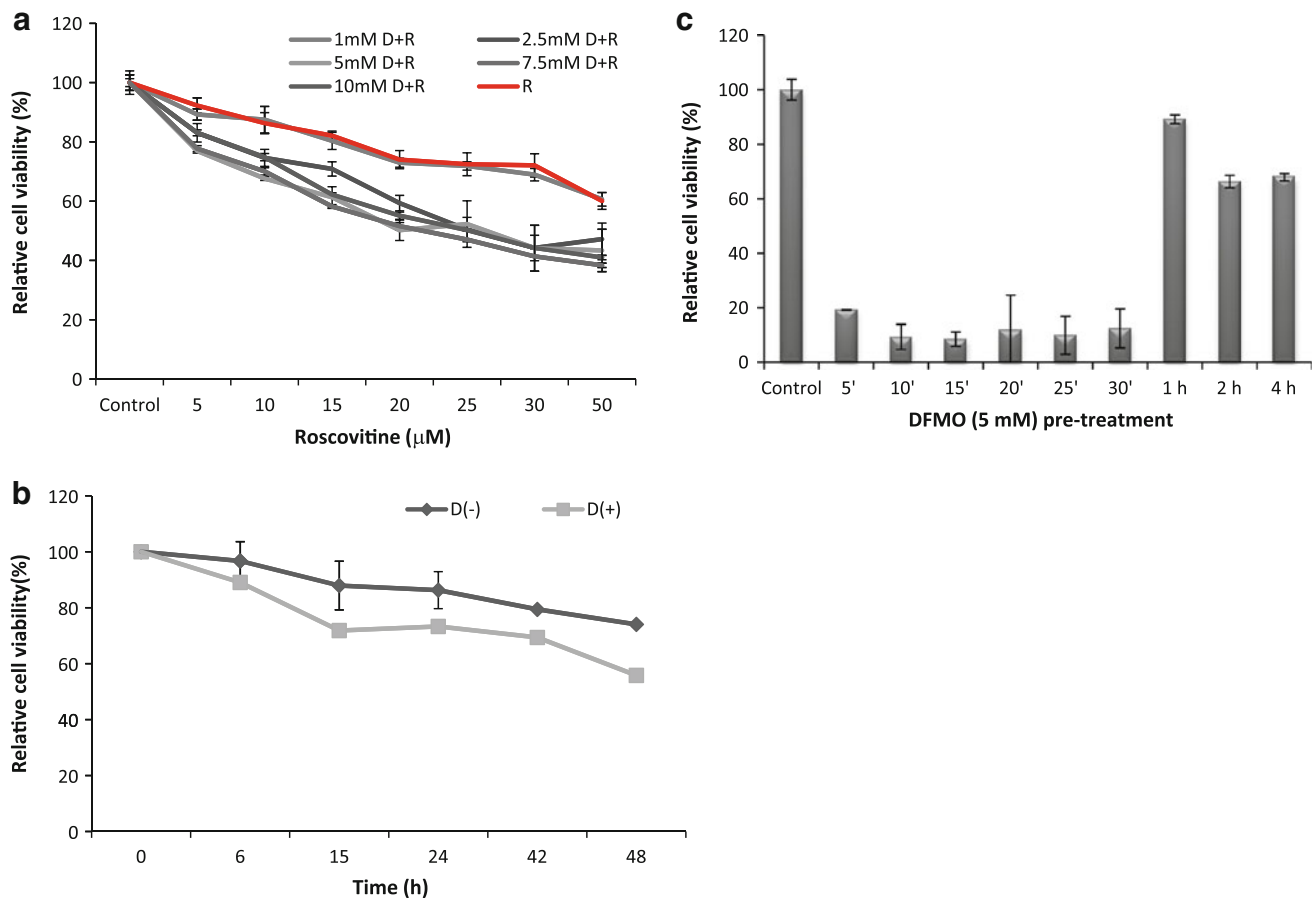 a
120
100
80
60
40
20
0
Relative cell viability (%)
1mM D+R
2.5mM D+R
5mM D+R
7.5mM D+R
10mM D+R
R
Control 5 10 15 20 25 30 50
Roscovitine (μM)
b
120
100
80
60
40
20
0
Relative cell viability(%)
D(-)
D(+)
0 6 15 24 42 48
Time (h)
c
120
100
80
60
40
20
0
Relative cell viability (%)
Control 5' 10' 15' 20' 25' 30' 1 h 2 h 4 h
DFMO (5 mM) pre-treatment